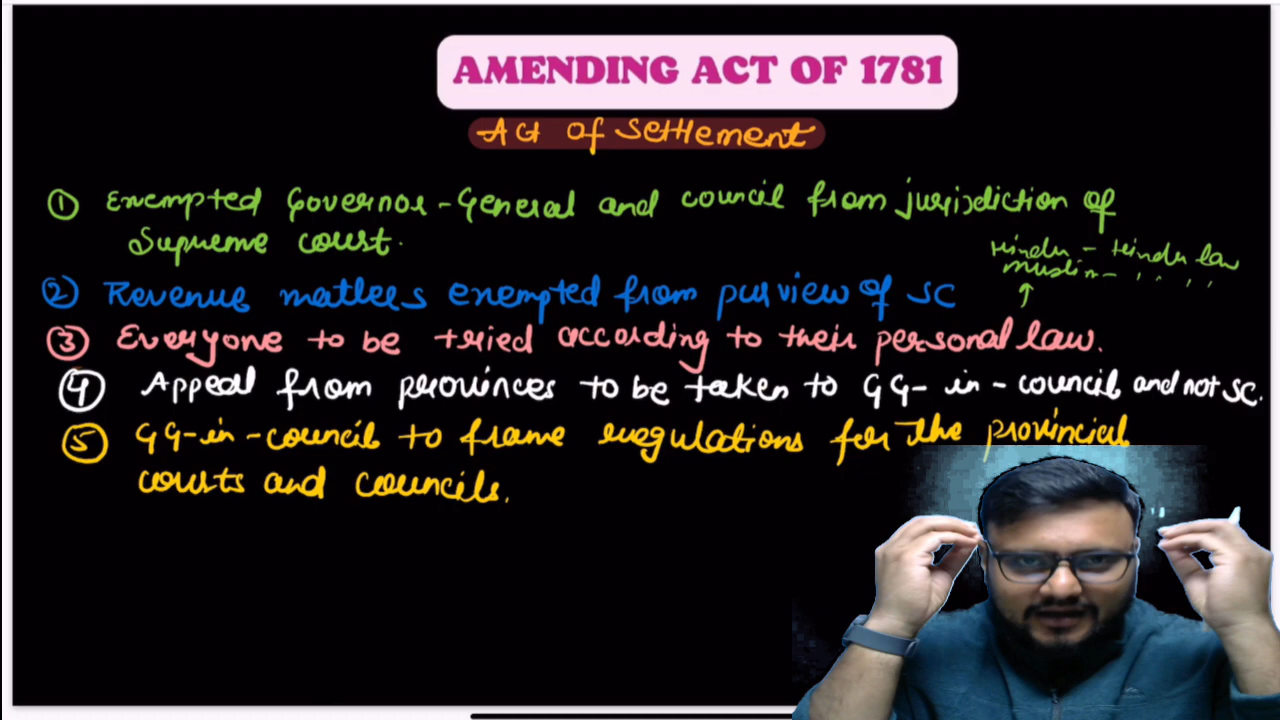 AMENDING ACT OF 1781
Act of Settlement
① Exempted Governor-General and council from jurisdiction of
Supreme court.
Hindu - Hindu law
muslim - " " "
② Revenue matters exempted from purview of SC
③ Everyone to be tried according to their personal law.
④ Appeal from provinces to be taken to GG-in-council and not SC.
⑤ GG-in-council to frame regulations for the provincial
courts and councils.